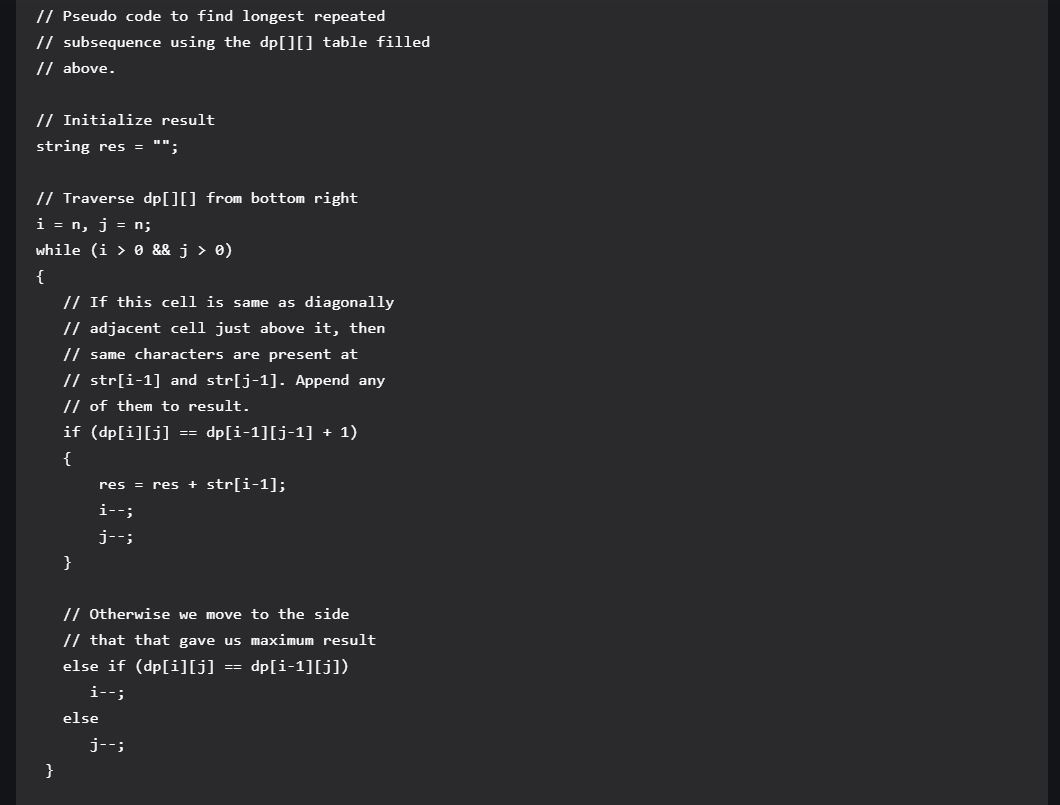 // Pseudo code to find longest repeated
// subsequence using the dp[][] table filled
// above.
// Initialize result
string res = "";
// Traverse dp[][] from bottom right
i = n, j = n;
while (i > 0 && j > 0)
{
// If this cell is same as diagonally
// adjacent cell just above it, then
// same characters are present at
// str[i-1] and str[j-1]. Append any
// of them to result.
if (dp[i][j] == dp[i-1][j-1] + 1)
{
res = res + str[i-1];
i--;
j--;
}
// Otherwise we move to the side
// that that gave us maximum result
else if (dp[i][j] == dp[i-1][j])
i--;
else
j--;
}